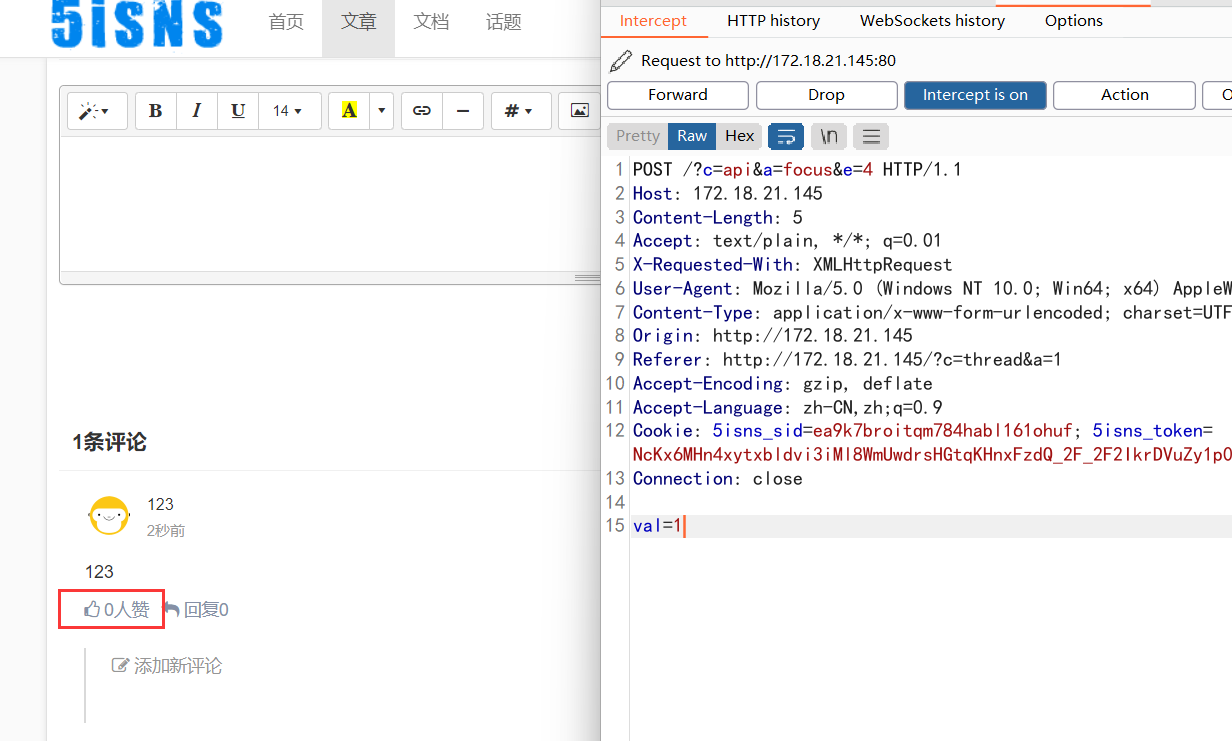 5isNS
首页
文章
文档
话题
B
I
U
14
A
#
1条评论
123
2秒前
123
0人赞
回复0
添加新评论
Intercept
HTTP history
WebSockets history
Options
Request to http://172.18.21.145:80
Forward
Drop
Intercept is on
Action
Pretty
Raw
Hex
\n
1 POST /?c=api&a=focus&e=4 HTTP/1.1
2 Host: 172.18.21.145
3 Content-Length: 5
4 Accept: text/plain, */*; q=0.01
5 X-Requested-With: XMLHttpRequest
6 User-Agent: Mozilla/5.0 (Windows NT 10.0; Win64; x64) AppleW
7 Content-Type: application/x-www-form-urlencoded; charset=UTF
8 Origin: http://172.18.21.145
9 Referer: http://172.18.21.145/?c=thread&a=1
10 Accept-Encoding: gzip, deflate
11 Accept-Language: zh-CN,zh;q=0.9
12 Cookie: 5isns_sid=ea9k7broitqm784habl161ohuf; 5isns_token=
NcKx6MHn4xytxbldvi3iMl8WmUwdrsHGtqKHnxFzdQ_2F_2F2IkrDVuZy1p0
13 Connection: close
14
15 val=1